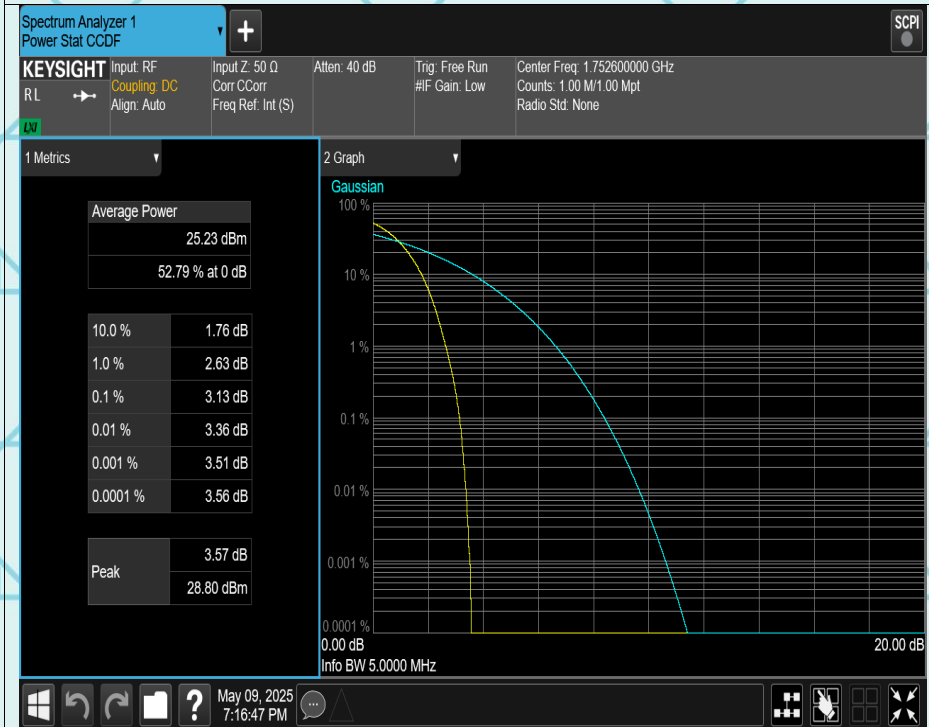 Spectrum Analyzer 1
Power Stat CCDF
+
SCPI
KEYSIGHT
RL
LXI
Input: RF
Coupling: DC
Align: Auto
Input Z: 50 Ω
Corr CCorr
Freq Ref: Int (S)
Atten: 40 dB
Trig: Free Run
#IF Gain: Low
Center Freq: 1.752600000 GHz
Counts: 1.00 M/1.00 Mpt
Radio Std: None
1 Metrics
Average Power
25.23 dBm
52.79 % at 0 dB
10.0 % 1.76 dB
1.0 % 2.63 dB
0.1 % 3.13 dB
0.01 % 3.36 dB
0.001 % 3.51 dB
0.0001 % 3.56 dB
Peak
3.57 dB
28.80 dBm
2 Graph
Gaussian
100 %
10 %
1 %
0.1 %
0.01 %
0.001 %
0.0001 %
0.00 dB 20.00 dB
Info BW 5.0000 MHz
?
May 09, 2025
7:16:47 PM